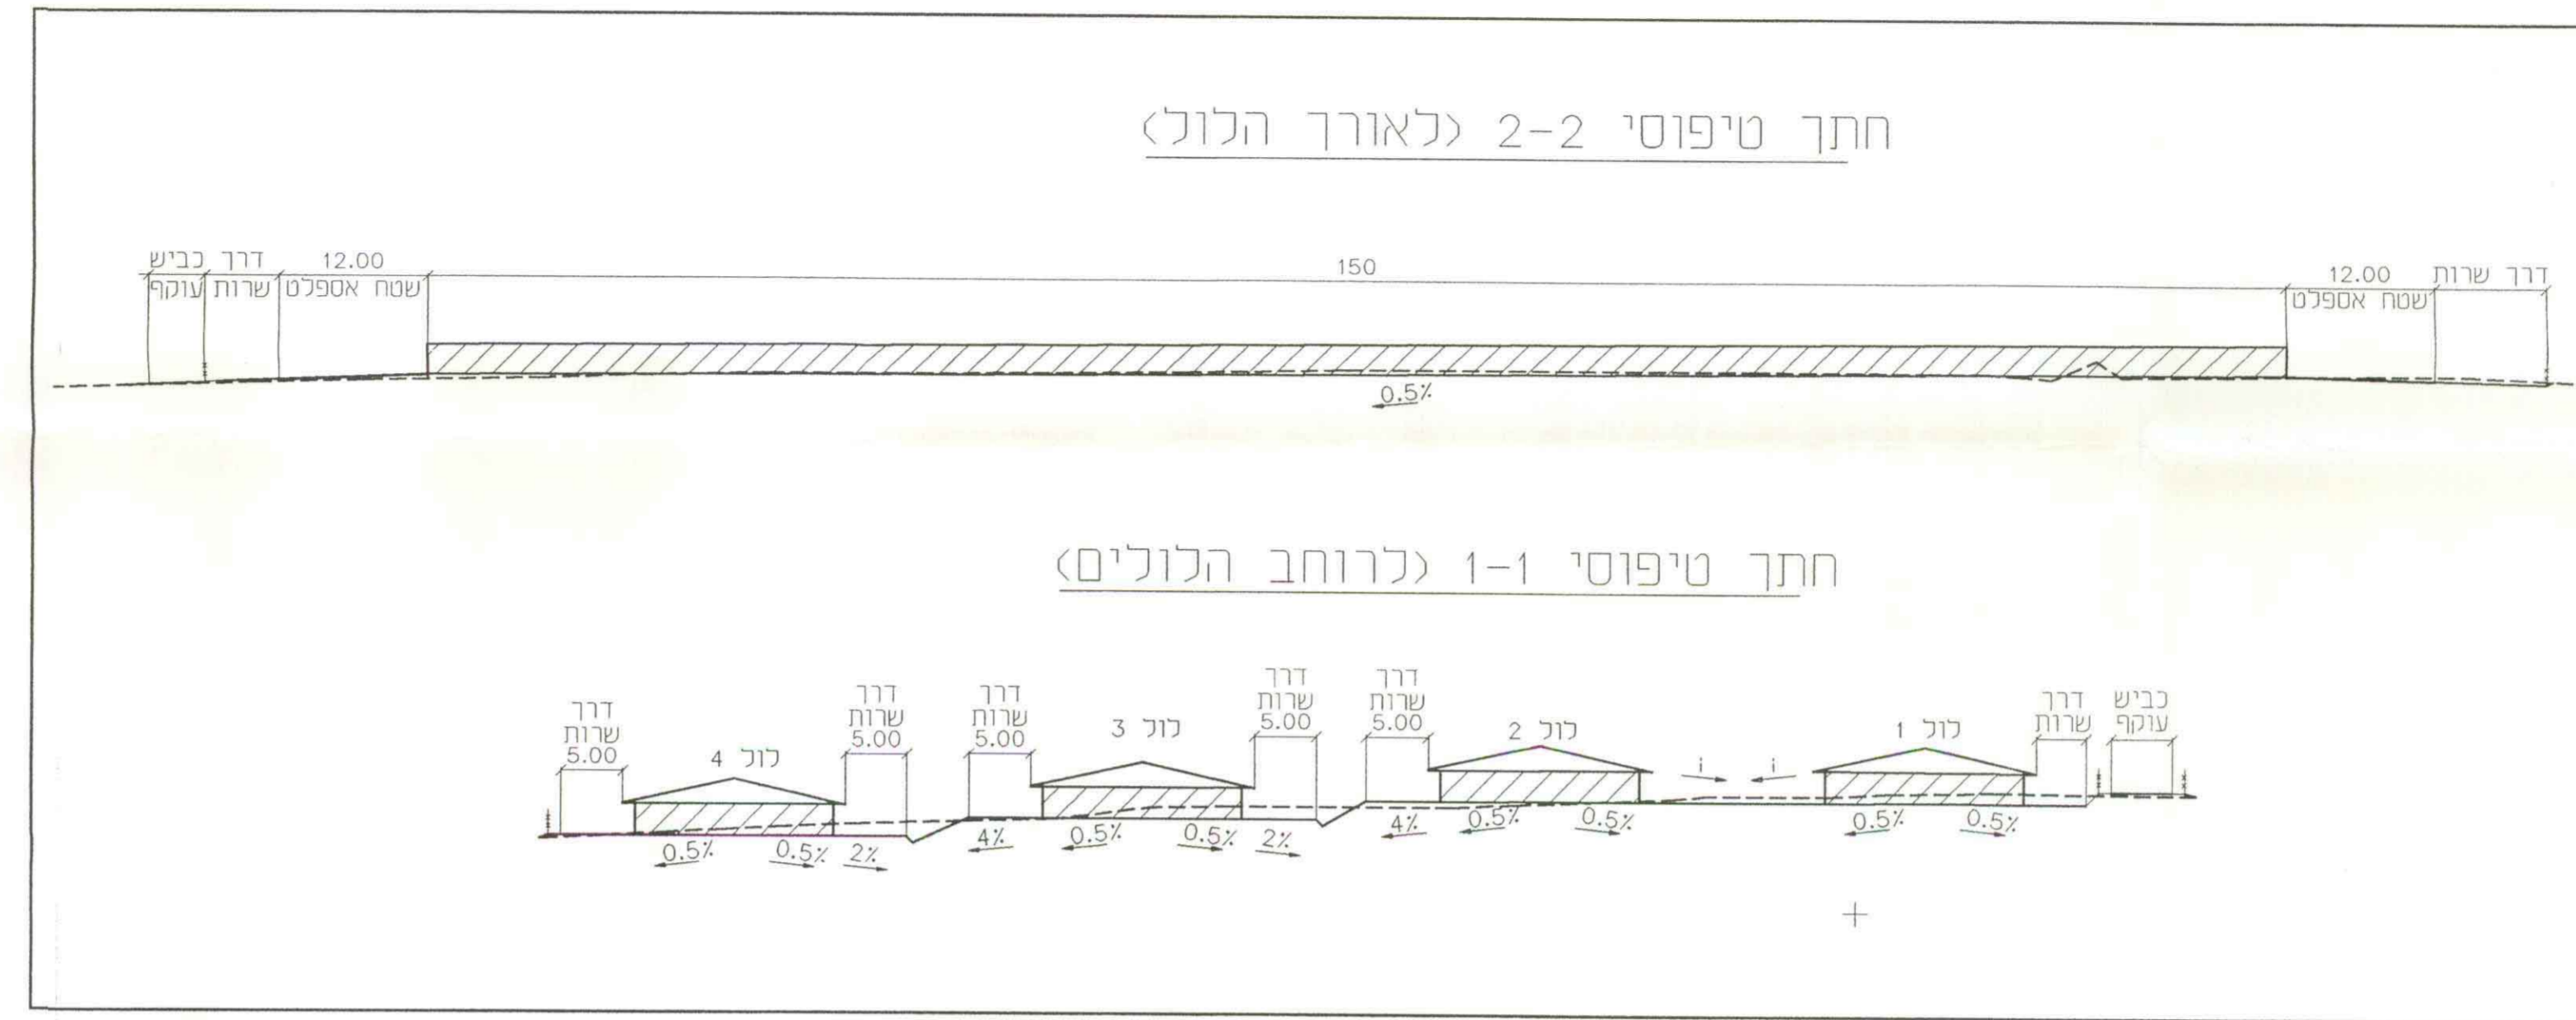 חתך טיפוסי 2-2 (לאורך הלול)
דרך שרות
12.00
שטח אספלט
150
12.00
שטח אספלט
דרך
שרות
כביש
עוקף
0.5%
חתך טיפוסי 1-1 (לרוחב הלולים)
כביש
עוקף
דרך
שרות
לול 1
i
i
לול 2
דרך
שרות
5.00
דרך
שרות
5.00
לול 3
דרך
שרות
5.00
דרך
שרות
5.00
לול 4
דרך
שרות
5.00
0.5%
0.5%
0.5%
0.5%
4%
2%
0.5%
0.5%
4%
2%
0.5%
0.5%